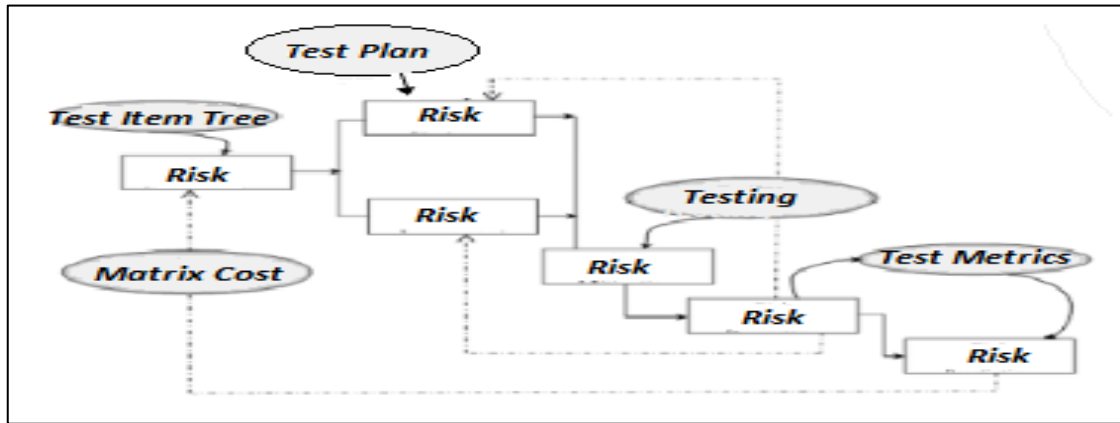 Test Plan
Risk
Test Item Tree
Risk
Testing
Risk
Risk
Test Metrics
Matrix Cost
Risk
Risk